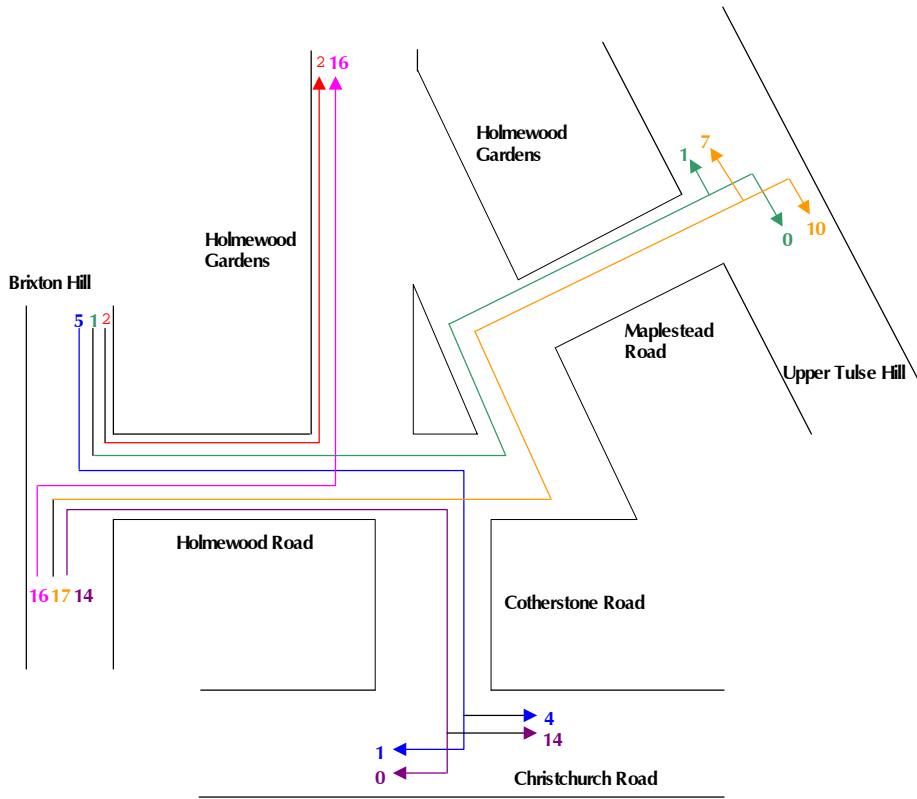 2 16
Holmewood
Gardens
7
1
Holmewood
Gardens
10
0
Brixton Hill
5 1 2
Maplestead
Road
Upper Tulse Hill
Holmewood Road
16 17 14
Cotherstone Road
4
14
1
0
Christchurch Road